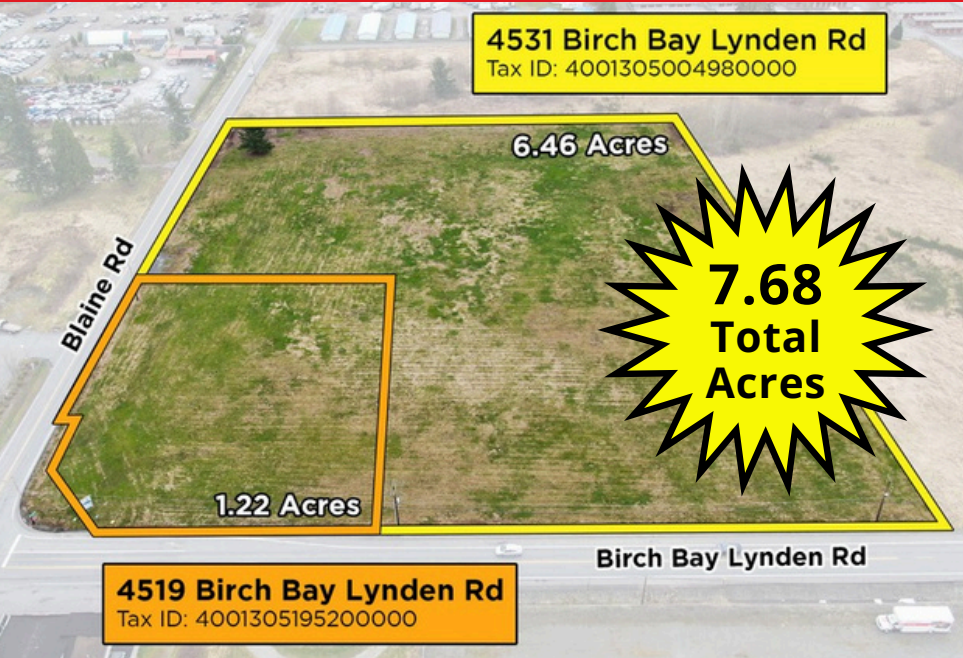 4531 Birch Bay Lynden Rd
Tax ID: 4001305004980000
6.46 Acres
Blaine Rd
7.68
Total
Acres
1.22 Acres
Birch Bay Lynden Rd
4519 Birch Bay Lynden Rd
Tax ID: 4001305195200000